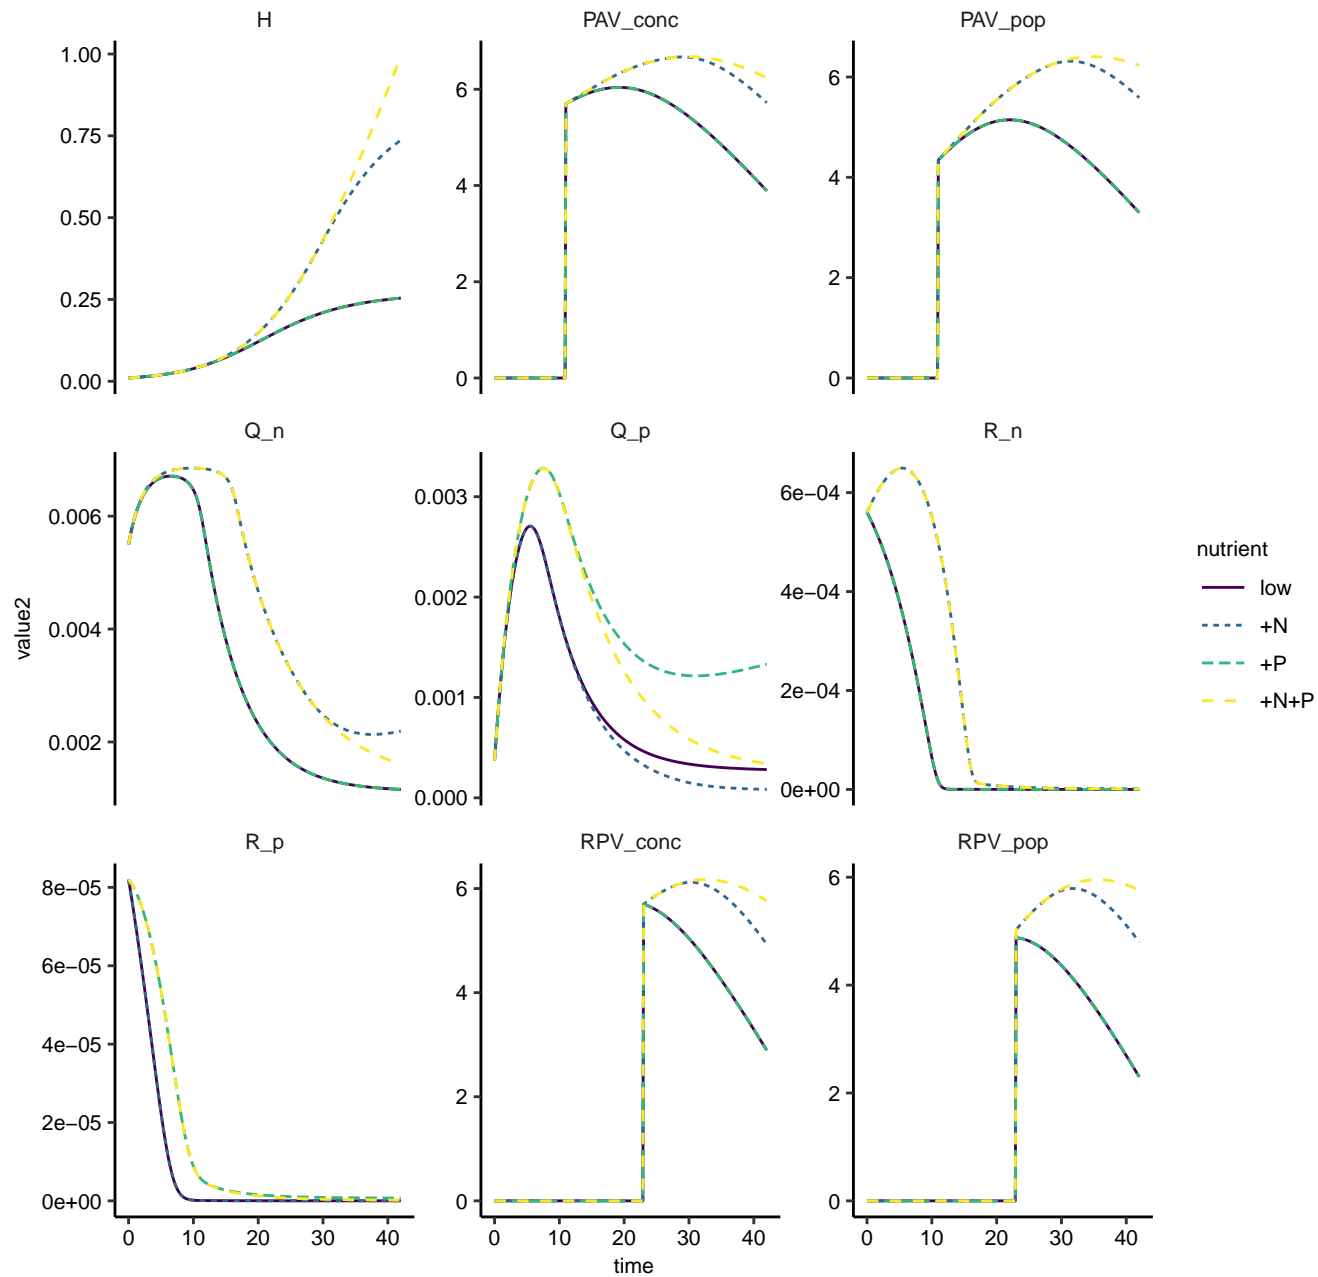 H
PAV_conc
PAV_pop
1.00
0.75
0.50
0.25
0.00
6
4
2
0
6
4
2
0
Q_n
Q_p
R_n
0.006
0.004
0.002
0.003
0.002
0.001
0.000
6e−04
4e−04
2e−04
0e+00
R_p
RPV_conc
RPV_pop
8e−05
6e−05
4e−05
2e−05
0e+00
6
4
2
0
6
4
2
0
0 10 20 30 40
0 10 20 30 40
0 10 20 30 40
time
value2
nutrient
low
+N
+P
+N+P